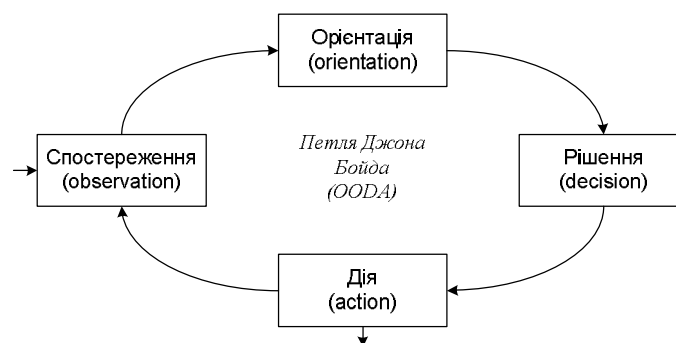 Орієнтація
(orientation)
Спостереження
(observation)
Петля Джона
Бойда
(OODA)
Рішення
(decision)
Дія
(action)